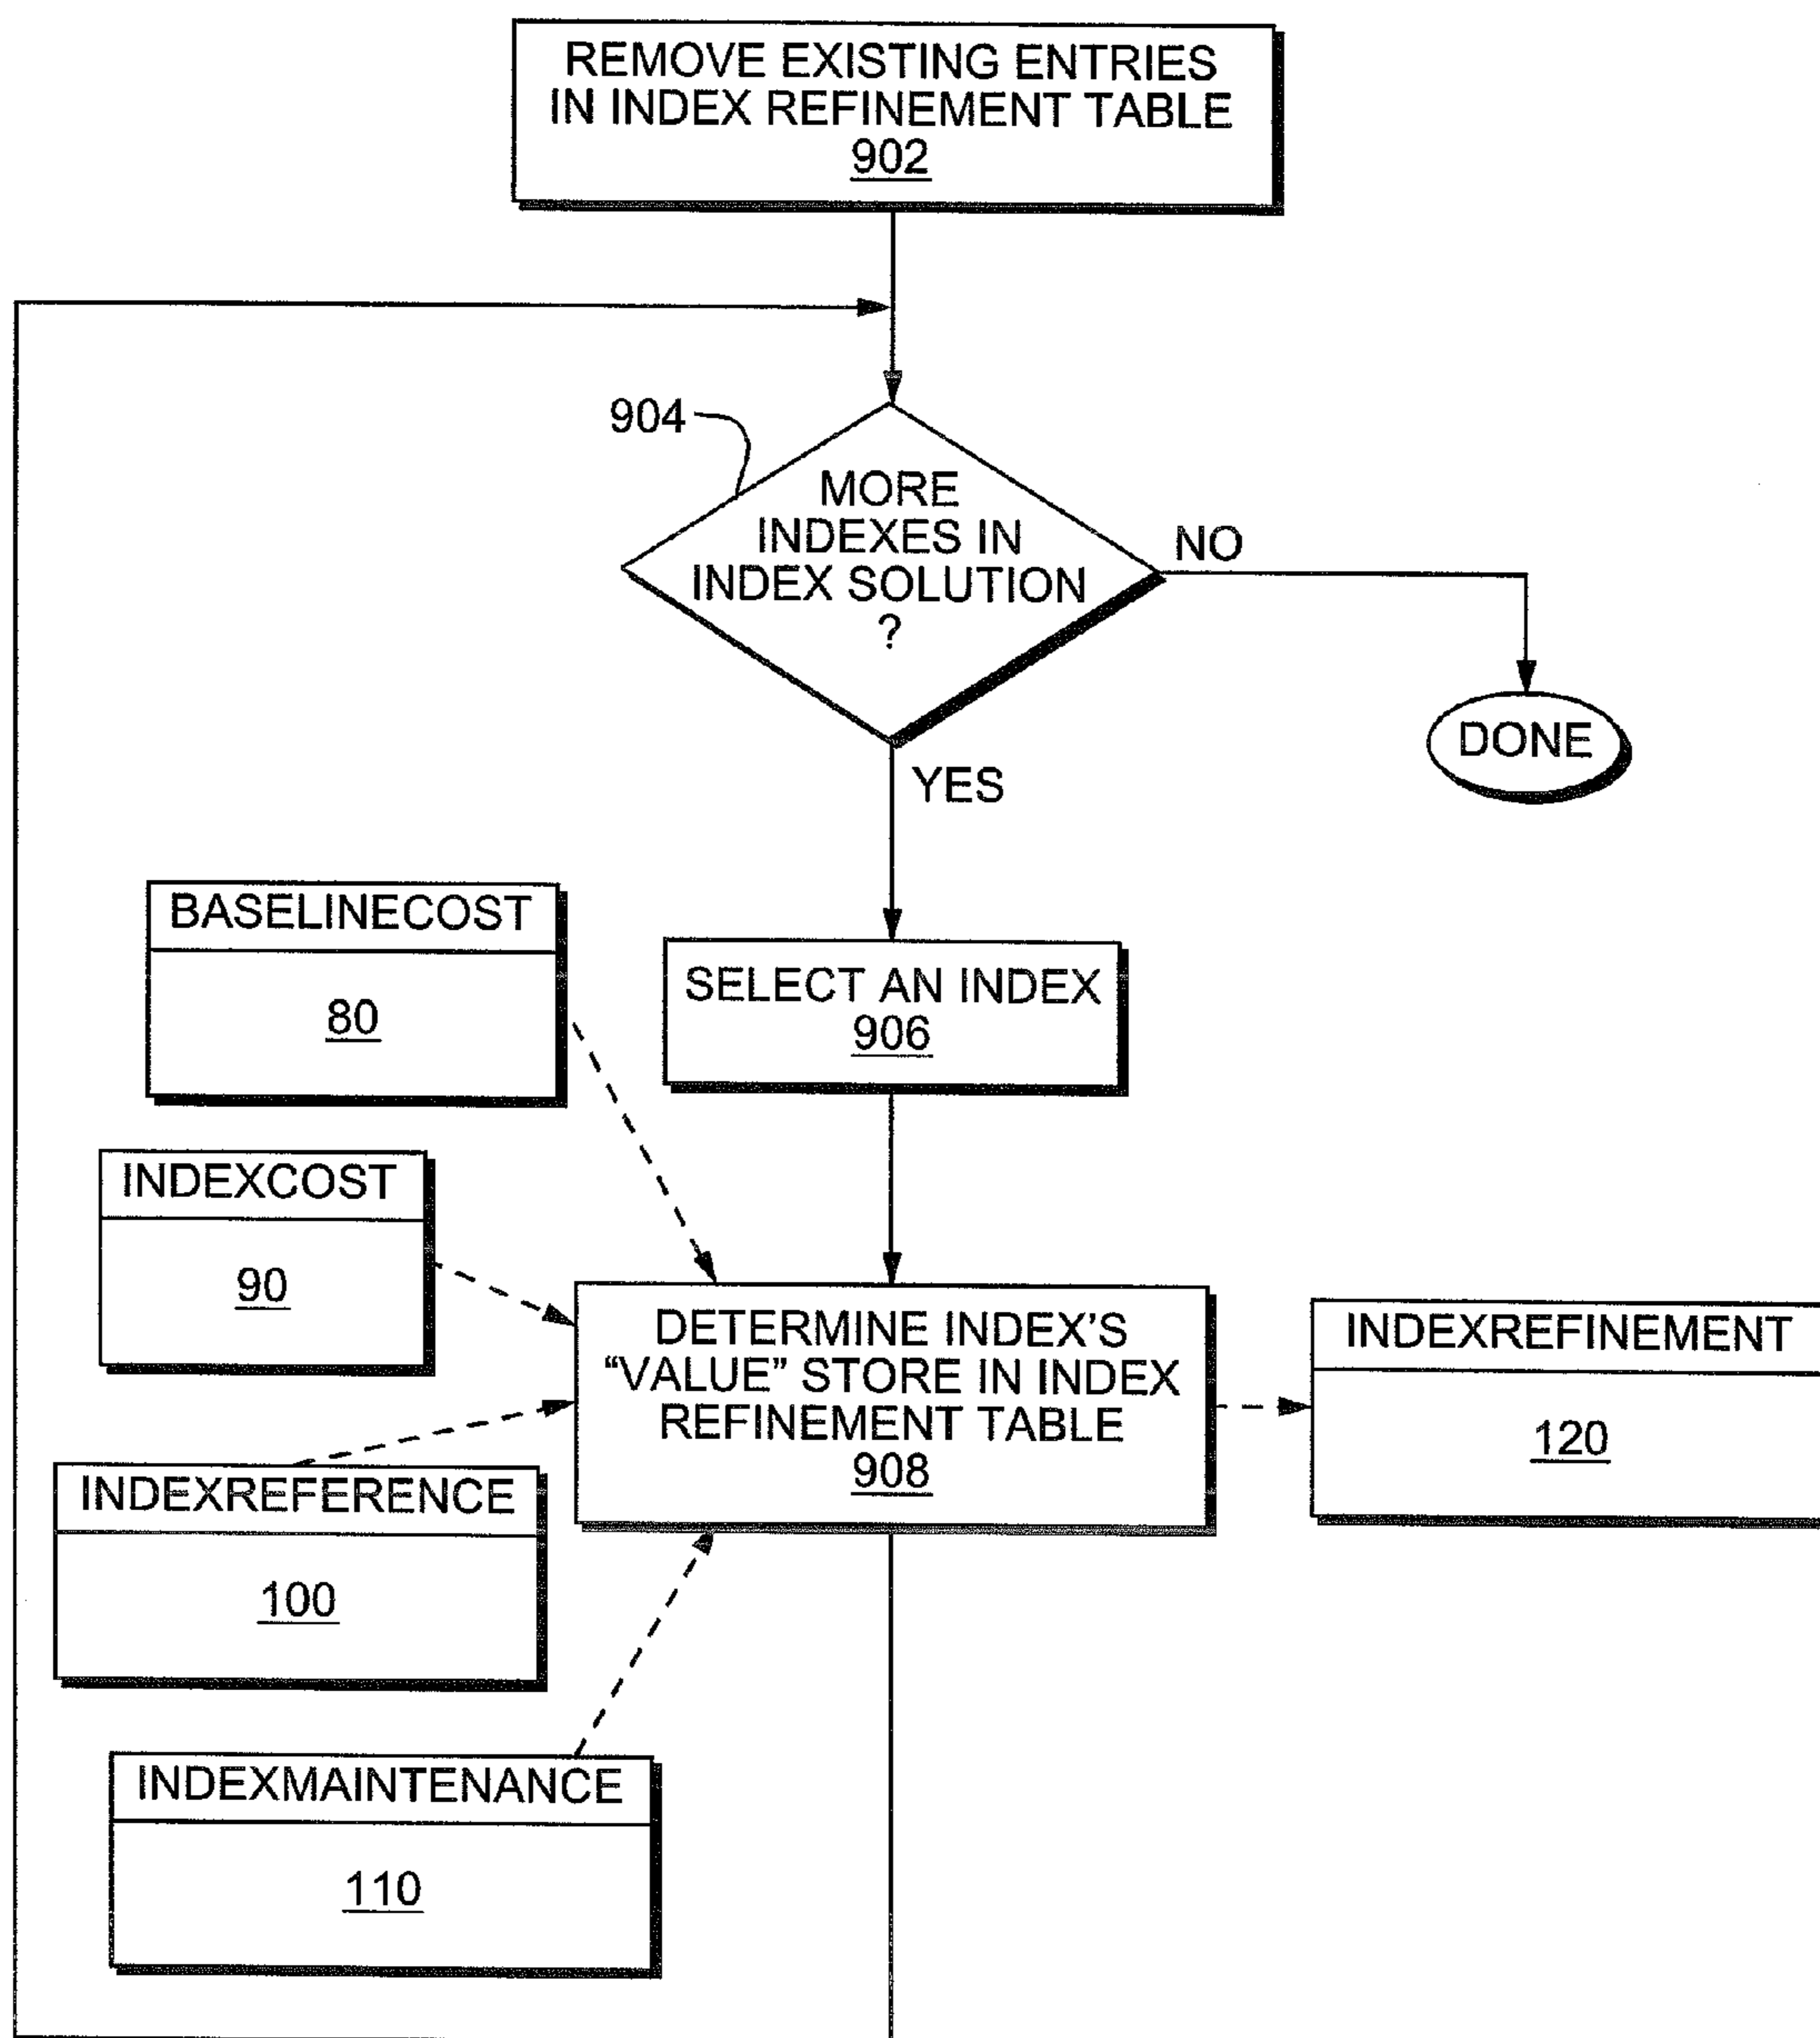 REMOVE EXISTING ENTRIES
IN INDEX REFINEMENT TABLE
902
904
MORE
INDEXES IN
INDEX SOLUTION
?
NO
DONE
YES
BASELINECOST
80
SELECT AN INDEX
906
INDEXCOST
90
DETERMINE INDEX'S
“VALUE” STORE IN INDEX
REFINEMENT TABLE
908
INDEXREFINEMENT
120
INDEXREFERENCE
100
INDEXMAINTENANCE
110